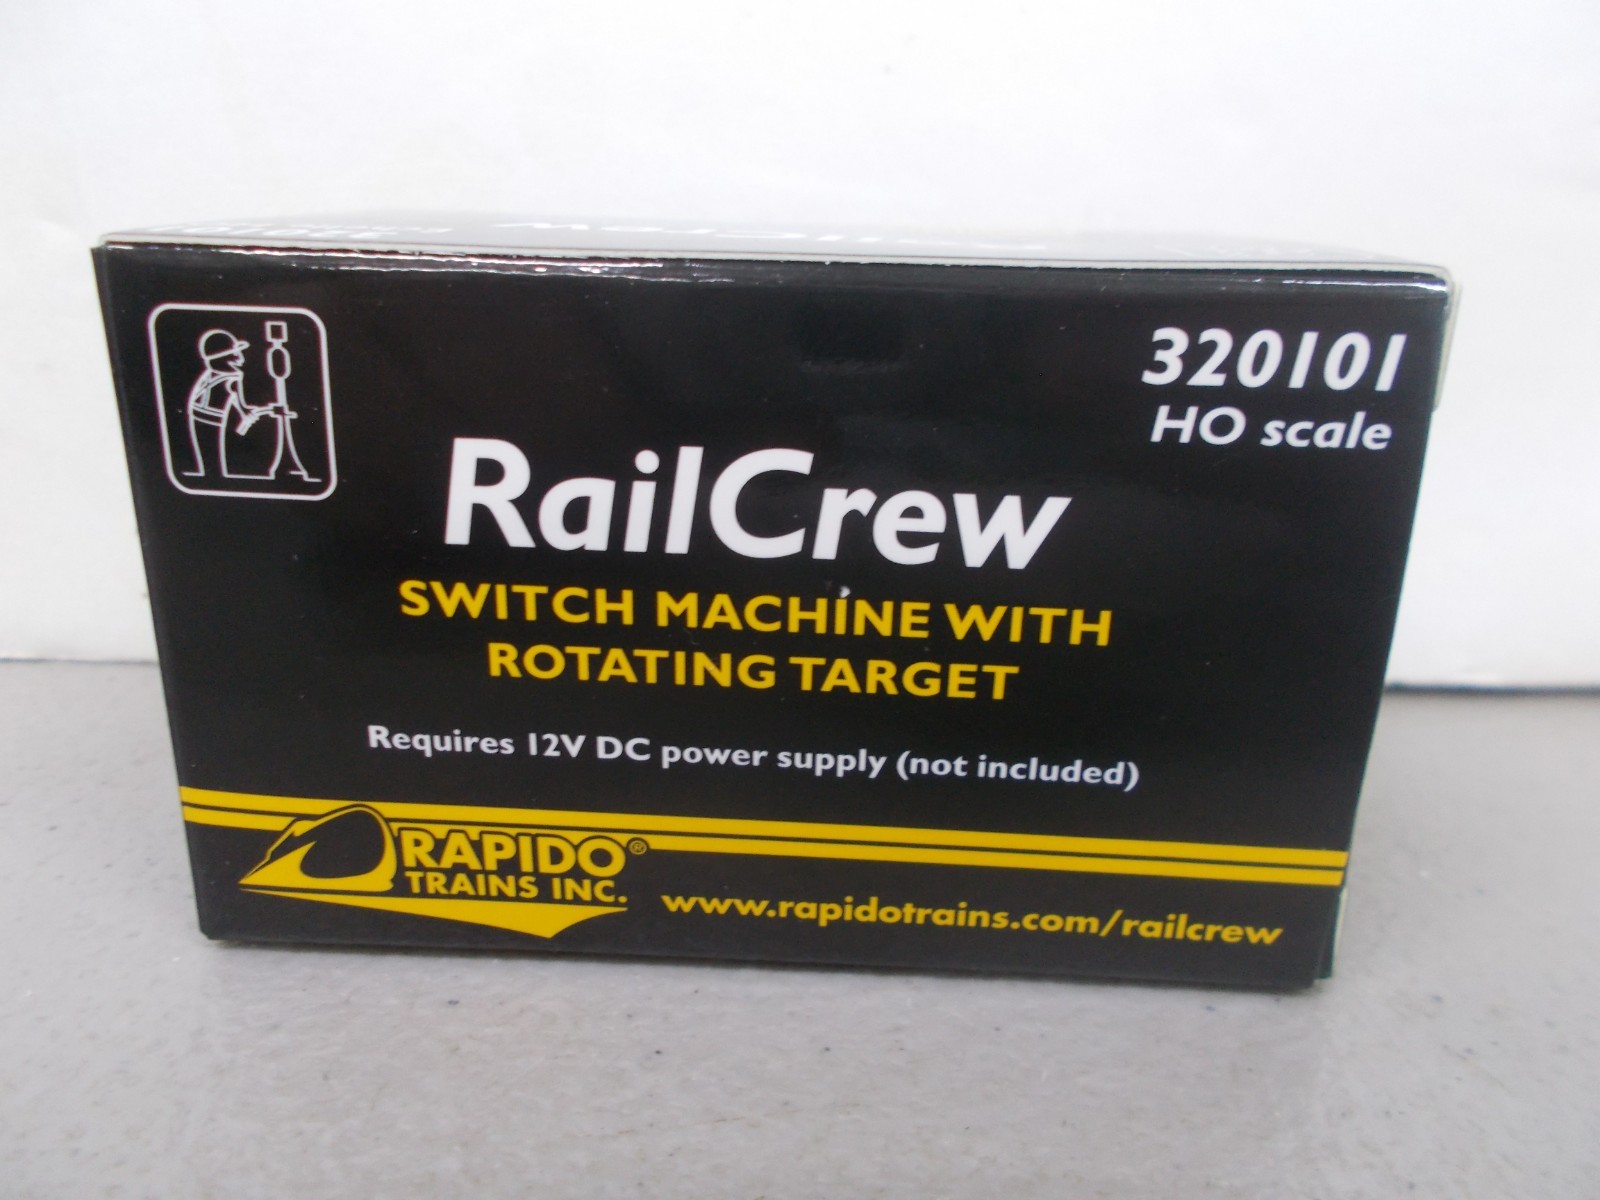 320101
HO scale
RailCrew
SWITCH MACHINE WITH
ROTATING TARGET
Requires 12V DC power supply (not included)
RAPIDO®
TRAINS INC.
www.rapidotrains.com/railcrew